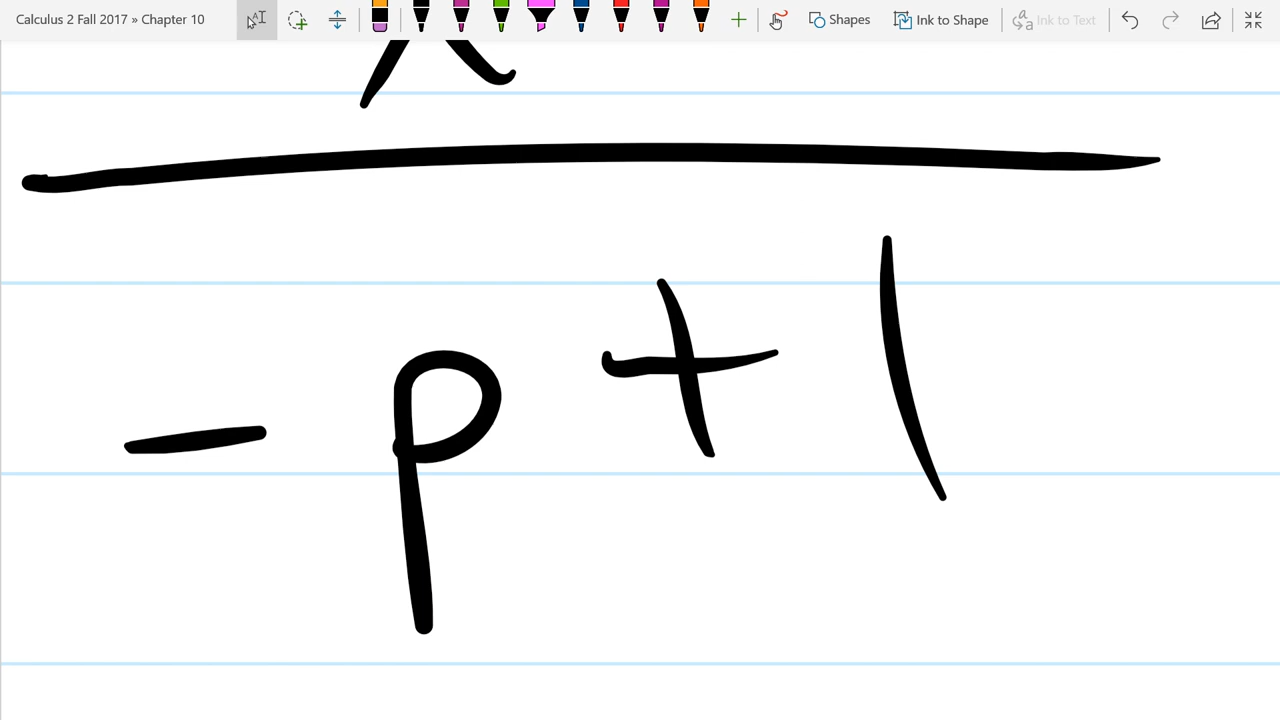 Calculus 2 Fall 2017 » Chapter 10
Shapes
Ink to Shape
Ink to Text
x
- p + 1